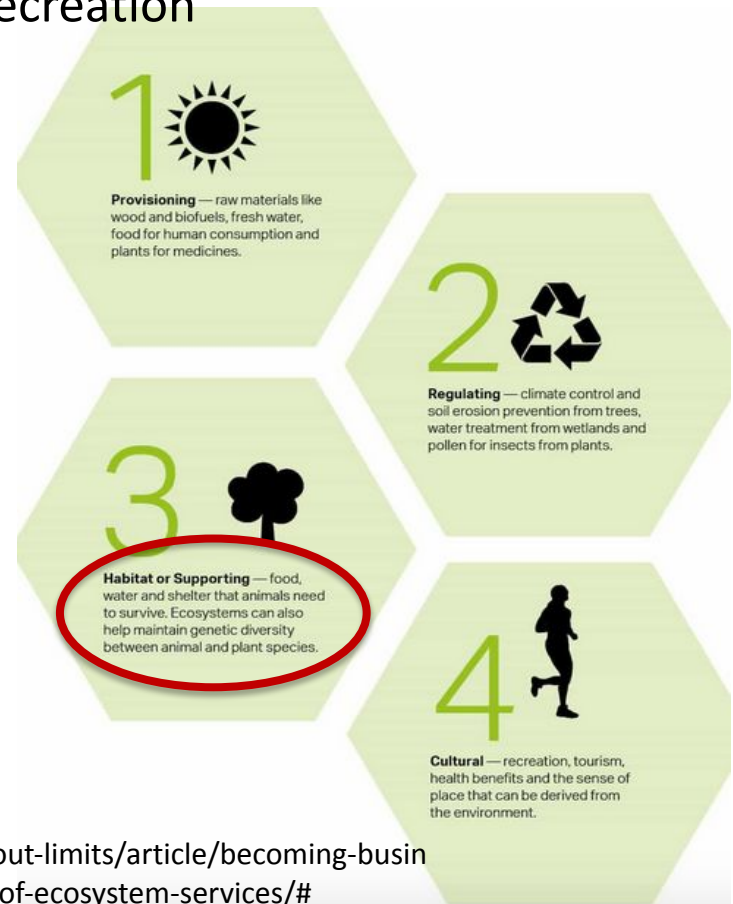 ecreation
1
Provisioning — raw materials like
wood and biofuels, fresh water,
food for human consumption and
plants for medicines.
2
Regulating — climate control and
soil erosion prevention from trees,
water treatment from wetlands and
pollen for insects from plants.
3
Habitat or Supporting — food,
water and shelter that animals need
to survive. Ecosystems can also
help maintain genetic diversity
between animal and plant species.
4
Cultural — recreation, tourism,
health benefits and the sense of
place that can be derived from
the environment.
out-limits/article/becoming-busin
of-ecosystem-services/#